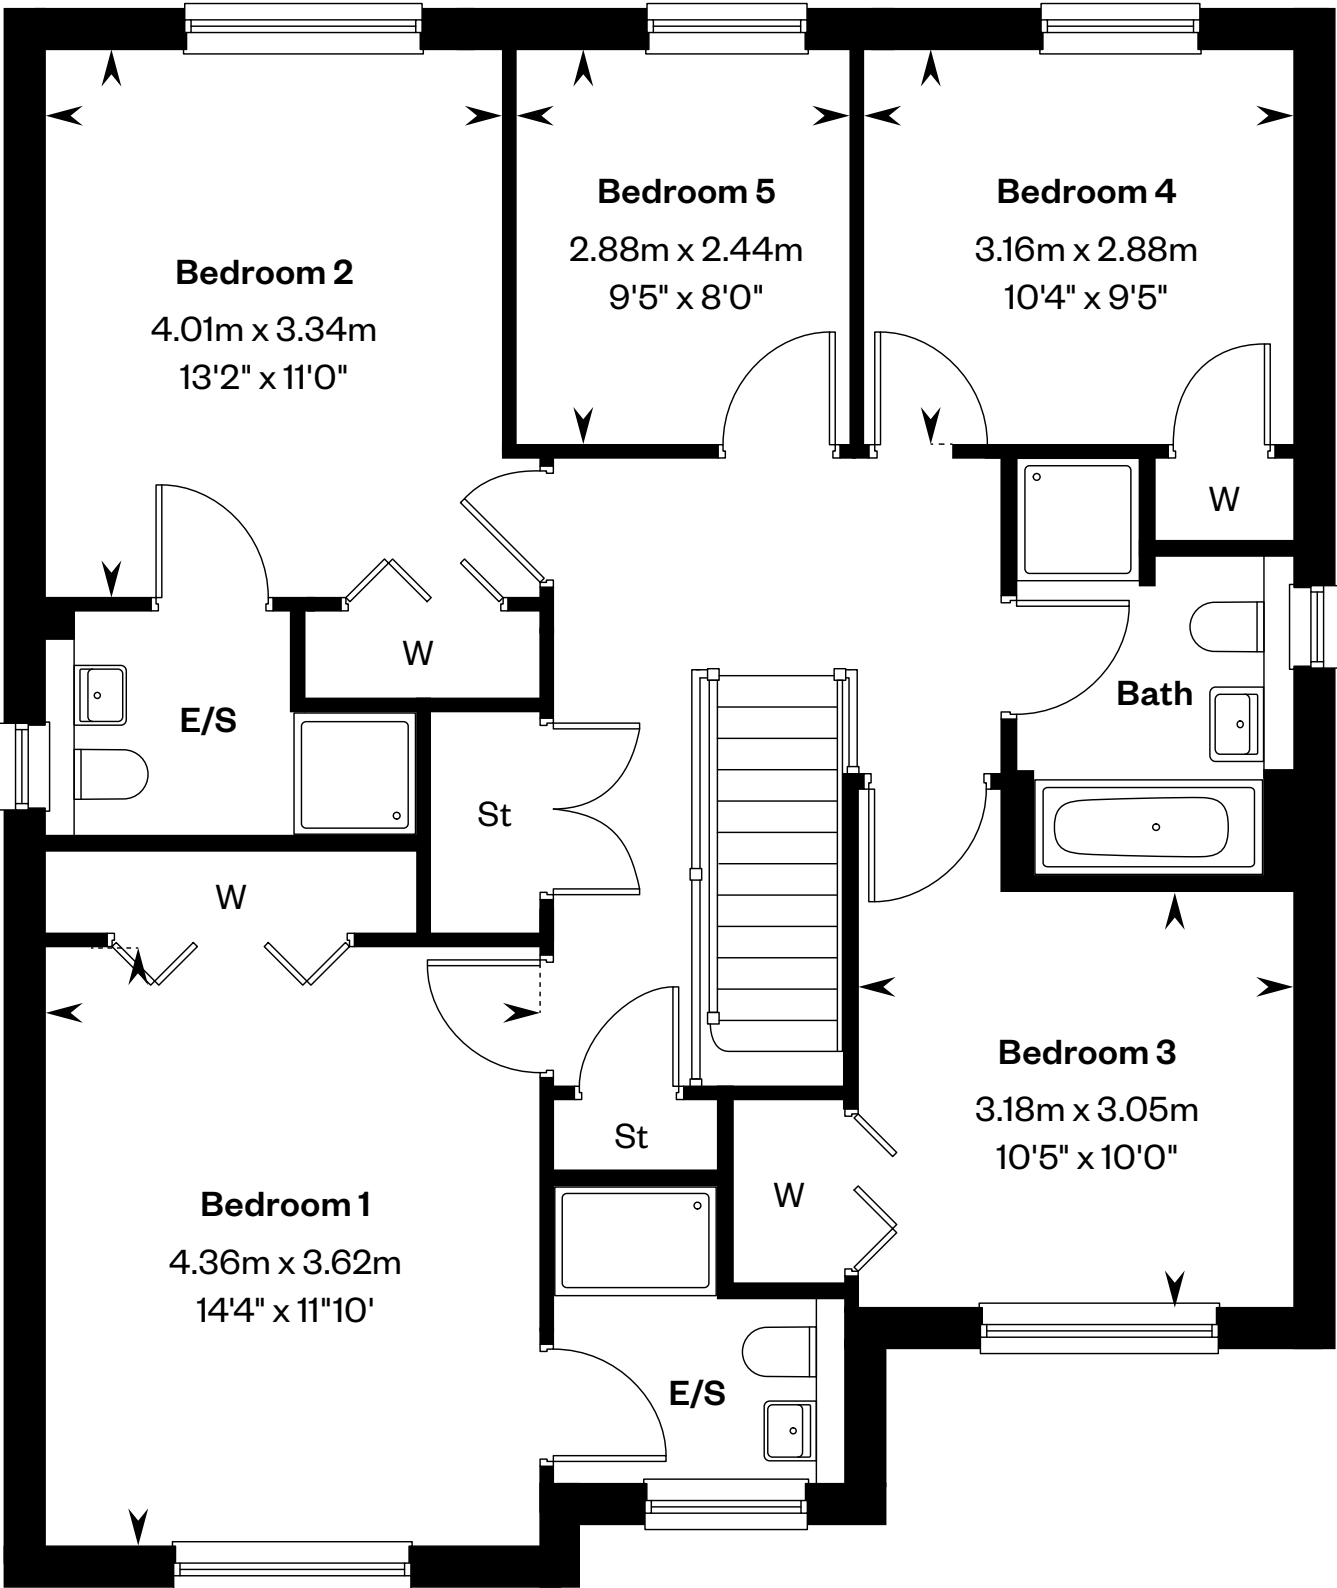 Bedroom 2
4.01m x 3.34m
13'2" x 11'0"
Bedroom 5
2.88m x 2.44m
9'5" x 8'0"
Bedroom 4
3.16m x 2.88m
10'4" x 9'5"
W
W
E/S
Bath
St
W
Bedroom 3
3.18m x 3.05m
10'5" x 10'0"
St
W
Bedroom 1
4.36m x 3.62m
14'4" x 11"10'
E/S